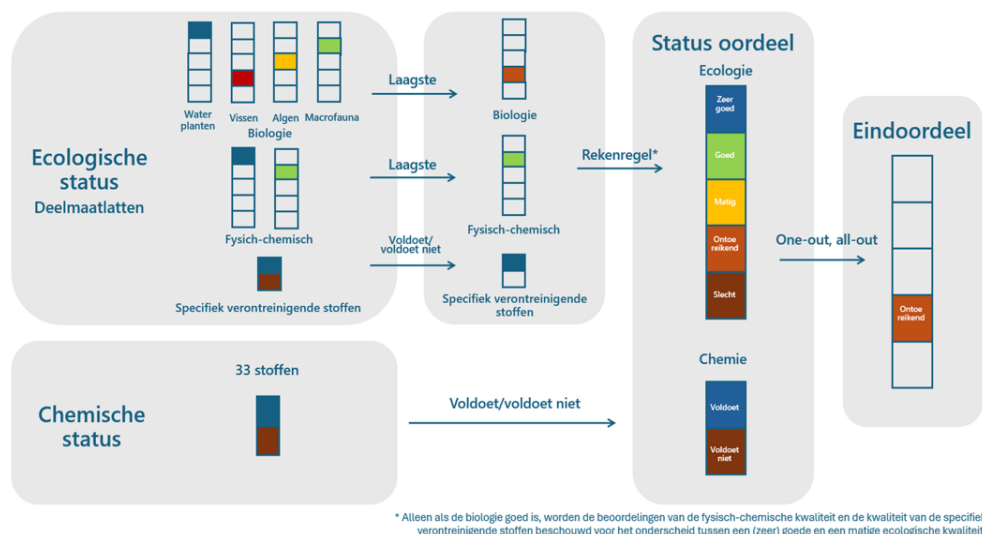 Water
planten
Vissen
Algen
Macrofauna
Biologie
Ecologische
status
Deelmaatlatten
Fysich-chemisch
Specifiek verontreinigende stoffen
Laagste
Laagste
Voldoet/
voldoet niet
Biologie
Fysisch-chemisch
Specifiek verontreinigende
stoffen
Rekenregel*
Status oordeel
Ecologie
Zeer
goed
Goed
Matig
Ontoe
reikend
Slecht
One-out, all-out
Eindoordeel
Ontoe
reikend
Chemische
status
33 stoffen
Voldoet/voldoet niet
Chemie
Voldoet
Voldoet
niet
* Alleen als de biologie goed is, worden de beoordelingen van de fysisch-chemische kwaliteit en de kwaliteit van de specifiek
verontreinigende stoffen beschouwd voor het onderscheid tussen een (zeer) goede en een matige ecologische kwaliteit